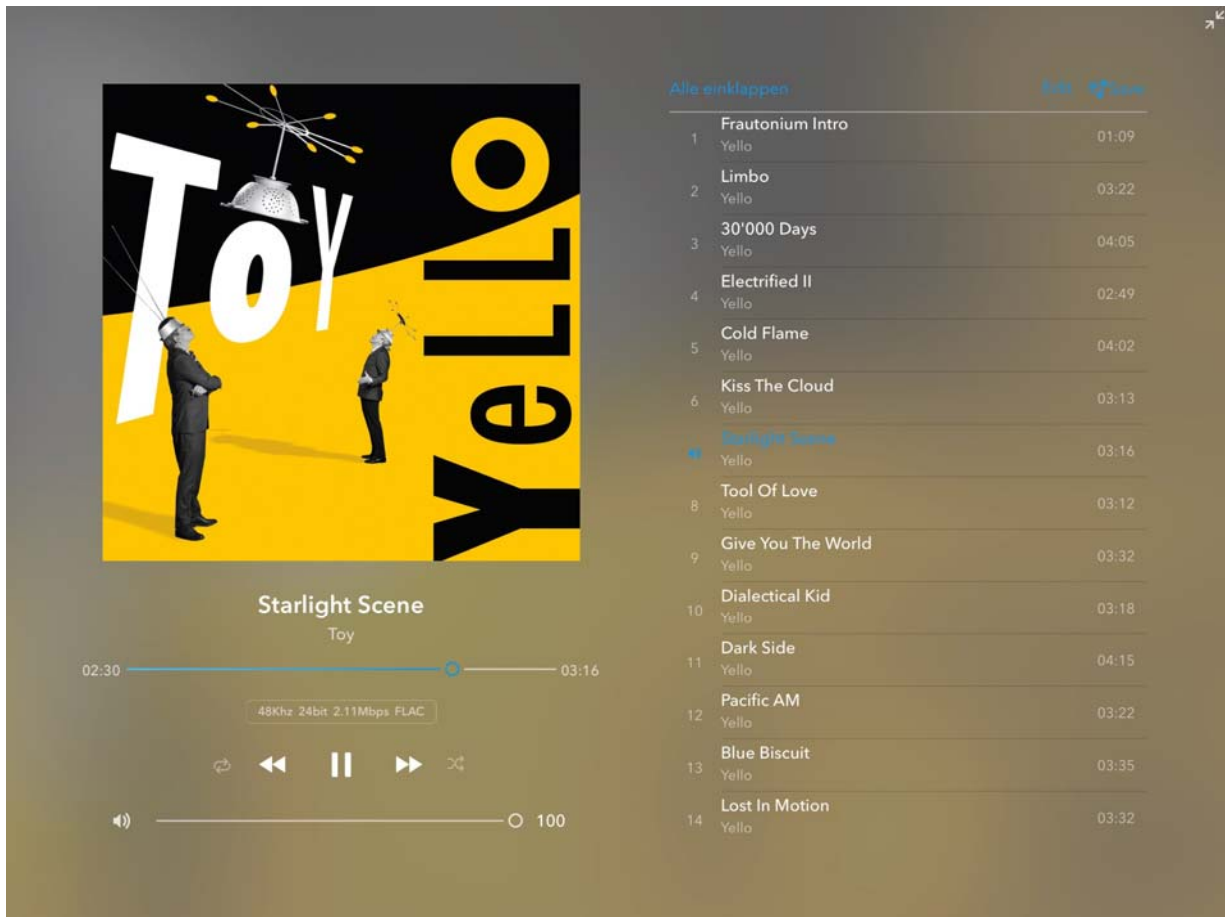 Toy
Yello
Starlight Scene
Toy
02:30
03:16
48Khz 24bit 2.11Mbps FLAC
100
Alle einklappen
Edit
Save
1
Frautonium Intro
Yello
01:09
2
Limbo
Yello
03:22
3
30'000 Days
Yello
04:05
4
Electrified II
Yello
02:49
5
Cold Flame
Yello
04:02
6
Kiss The Cloud
Yello
03:13
Starlight Scene
Yello
03:16
8
Tool Of Love
Yello
03:12
9
Give You The World
Yello
03:32
10
Dialectical Kid
Yello
03:18
11
Dark Side
Yello
04:15
12
Pacific AM
Yello
03:22
13
Blue Biscuit
Yello
03:35
14
Lost In Motion
Yello
03:32